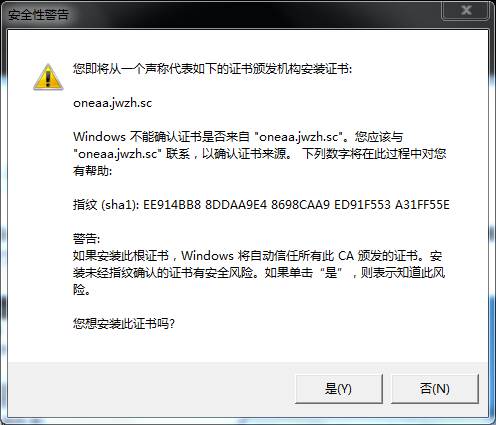 安全性警告
您即将从一个声称代表如下的证书颁发机构安装证书:
oneaa.jwzh.sc
Windows 不能确认证书是否来自 "oneaa.jwzh.sc"。您应该与
"oneaa.jwzh.sc" 联系，以确认证书来源。 下列数字将在此过程中对您
有帮助:
指纹 (sha1): EE914BB8 8DDAA9E4 8698CAA9 ED91F553 A31FF55E
警告:
如果安装此根证书，Windows 将自动信任所有此 CA 颁发的证书。安
装未经指纹确认的证书有安全风险。如果单击“是”，则表示知道此风
险。
您想安装此证书吗?
是(Y)
否(N)